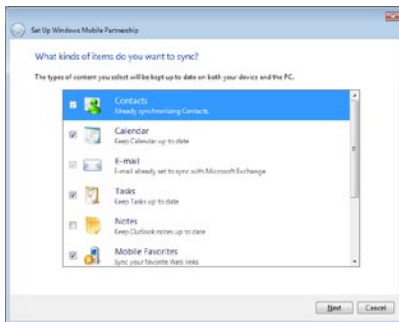 Set Up Windows Mobile Partnership
What kinds of items do you want to sync?
The types of content you select will be kept up to date on both your device and the PC.
Contacts
Already synchronizing Contacts
Calendar
Keep Calendar up to date
E-mail
E-mail already set to sync with Microsoft Exchange
Tasks
Keep Tasks up to date
Notes
Keep Outlook notes up to date
Mobile Favorites
Sync your favorite Web links
Next
Cancel